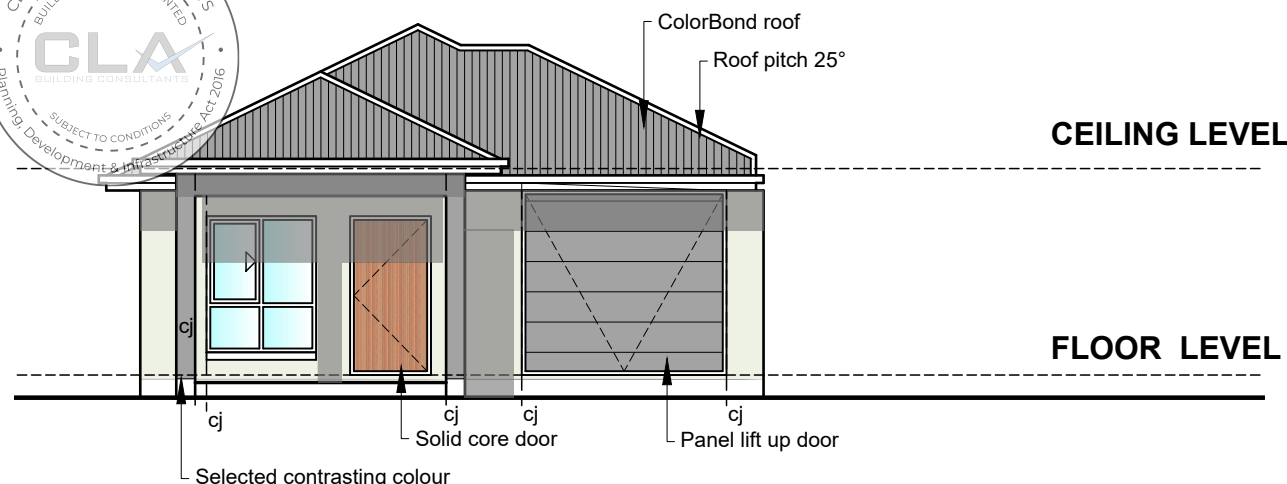 CLA
BUILDING CONSULTANTS
SUBJECT TO CONDITIONS
Planning, Development & Infrastructure Act 2016
ColorBond roof
Roof pitch 25°
CEILING LEVEL
cj
FLOOR LEVEL
cj
cj
cj
cj
Solid core door
Panel lift up door
Selected contrasting colour